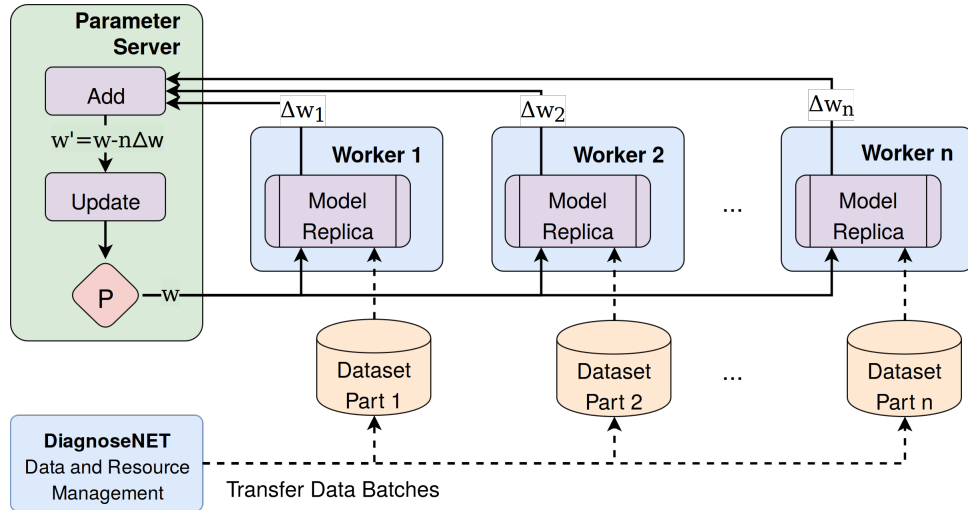 Parameter
Server
Add
w'=w-nΔw
Update
P
w
Δw1
Δw2
Δwn
Worker 1
Model
Replica
Worker 2
Model
Replica
...
Worker n
Model
Replica
Dataset
Part 1
Dataset
Part 2
...
Dataset
Part n
DiagnoseNET
Data and Resource
Management
Transfer Data Batches